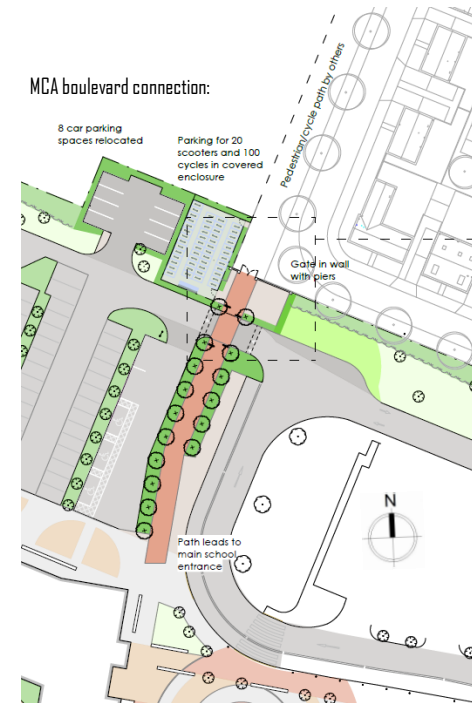 MCA boulevard connection:
8 car parking
spaces relocated
Parking for 20
scooters and 100
cycles in covered
enclosure
Pedestrian/cycle path by others
Gate in wall
with piers
N
Path leads to
main school
entrance